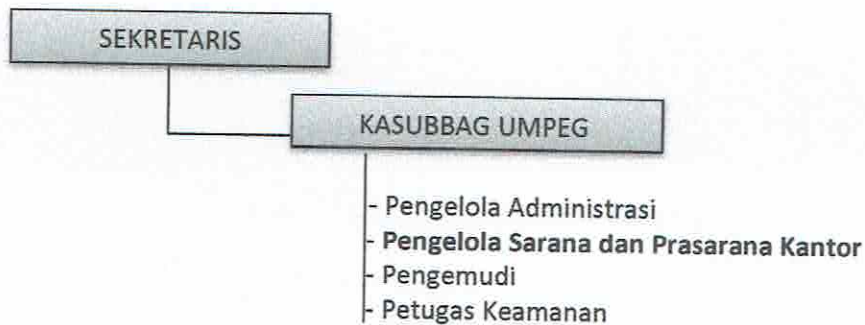 SEKRETARIS
KASUBBAG UMPEG
- Pengelola Administrasi
- Pengelola Sarana dan Prasarana Kantor
- Pengemudi
- Petugas Keamanan